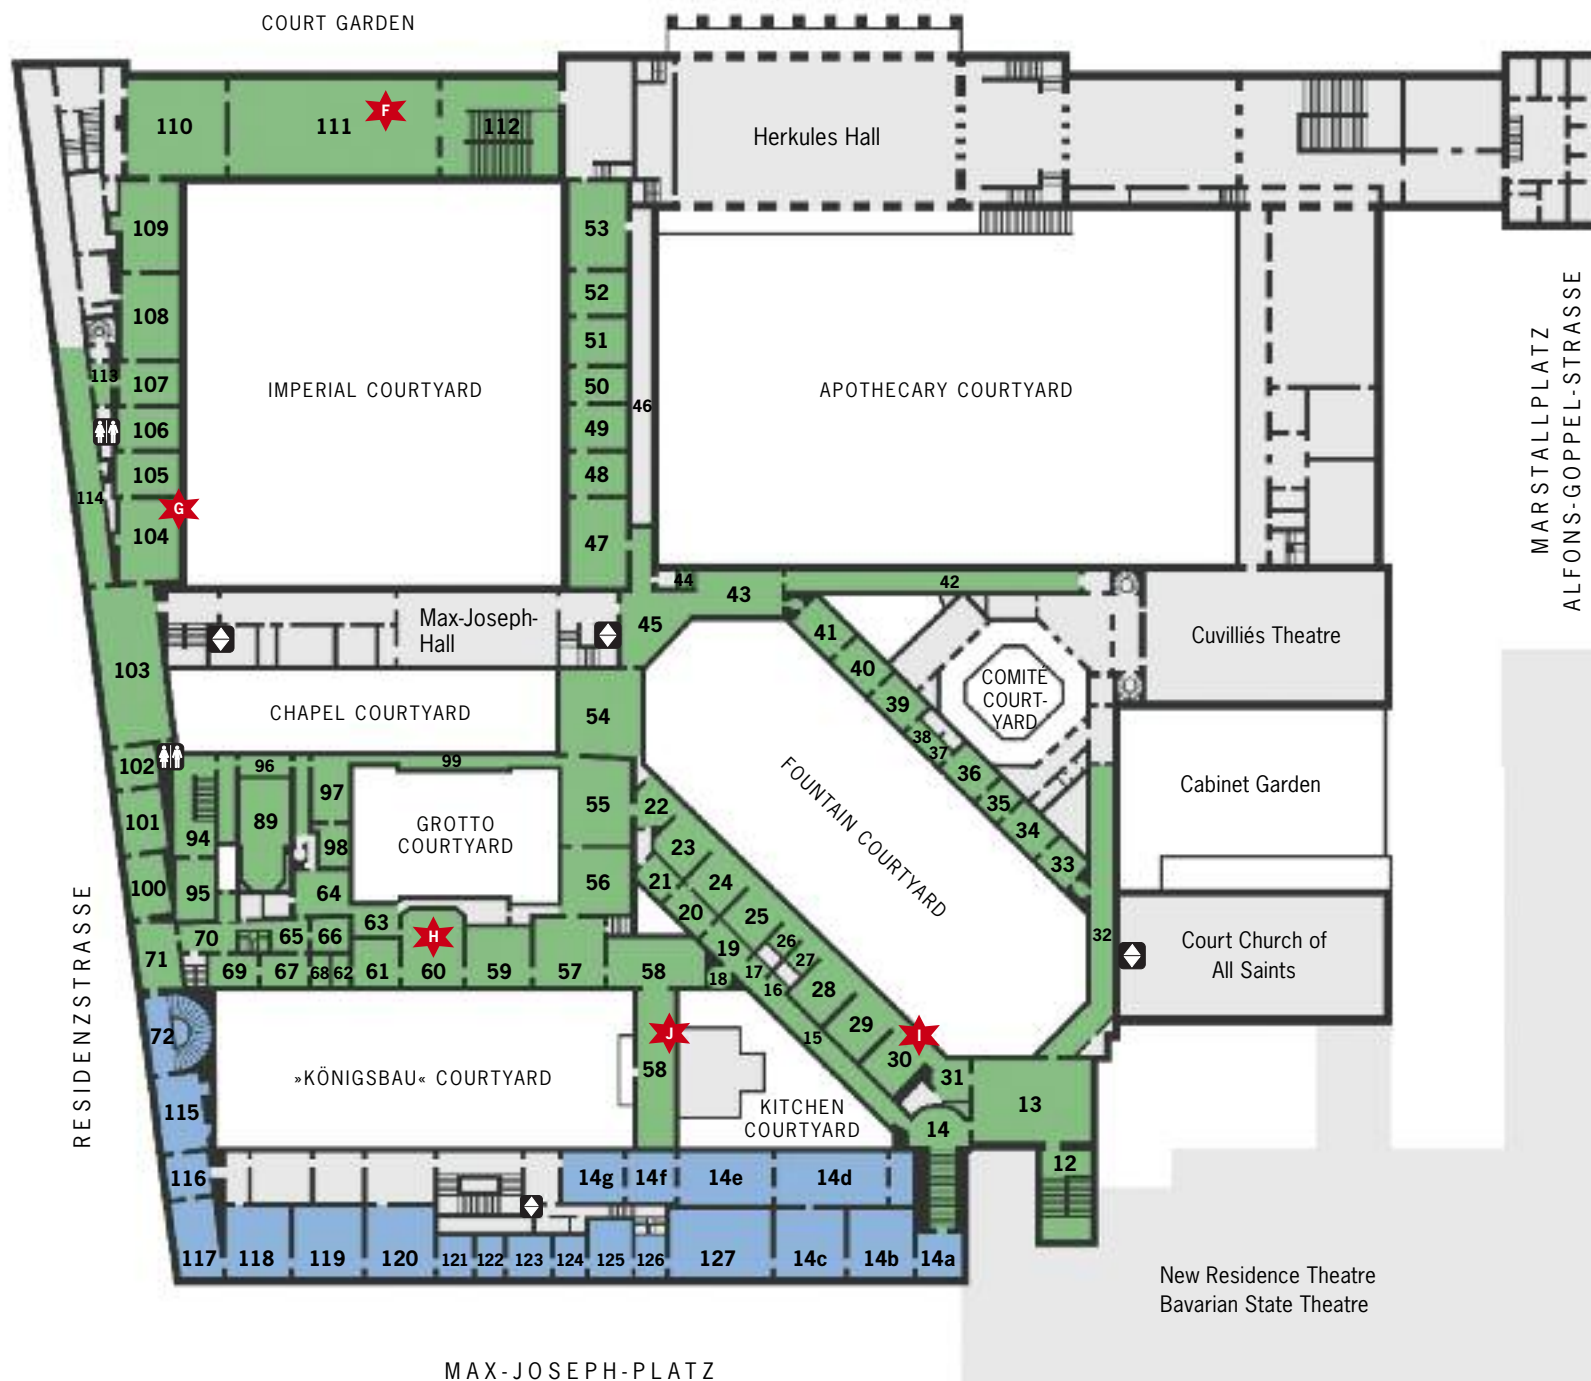 COURT GARDEN
110
111
F
112
Herkules Hall
109
53
108
52
51
113
107
50
IMPERIAL COURTYARD
APOTHECARY COURTYARD
46
106
49
105
48
114
G
104
47
MARSTALLPLATZ
ALFONS-GOPPEL-STRASSE
44
43
42
45
Max-Joseph-
Hall
41
Cuvilliés Theatre
103
40
COMITÉ
COURT-
YARD
39
CHAPEL COURTYARD
54
38
37
102
96
99
36
FOUNTAIN COURTYARD
Cabinet Garden
97
55
22
35
101
94
89
GROTTO
COURTYARD
34
98
23
33
100
95
64
56
21
24
20
25
RESIDENZSTRASSE
63
H
70
65
66
19
26
32
Court Church of
All Saints
71
69
67
68
62
61
60
59
57
58
18
17
27
16
28
72
J
15
29
I
30
»KÖNIGSBAU« COURTYARD
58
31
115
KITCHEN
COURTYARD
13
14
116
14g
14f
14e
14d
12
117
118
119
120
121
122
123
124
125
126
127
14c
14b
14a
New Residence Theatre
Bavarian State Theatre
MAX-JOSEPH-PLATZ